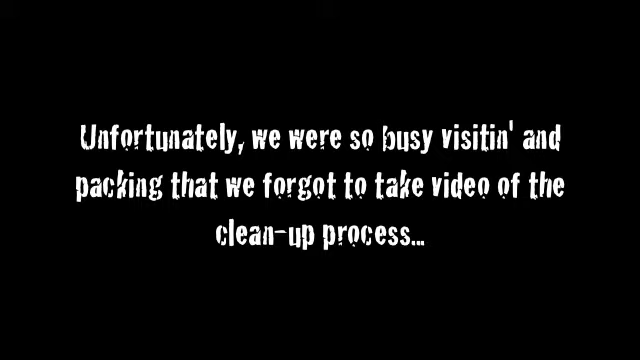 Unfortunately, we were so busy visitin' and
packing that we forgot to take video of the
clean-up process...